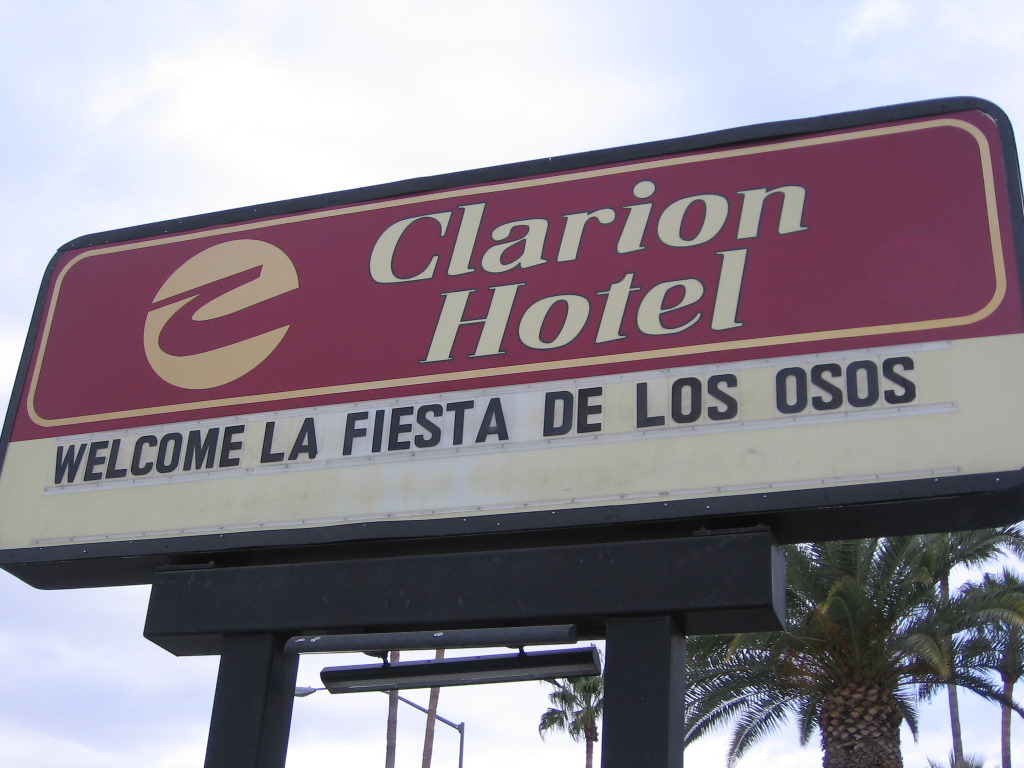 Clarion
Hotel
WELCOME LA FIESTA DE LOS OSOS